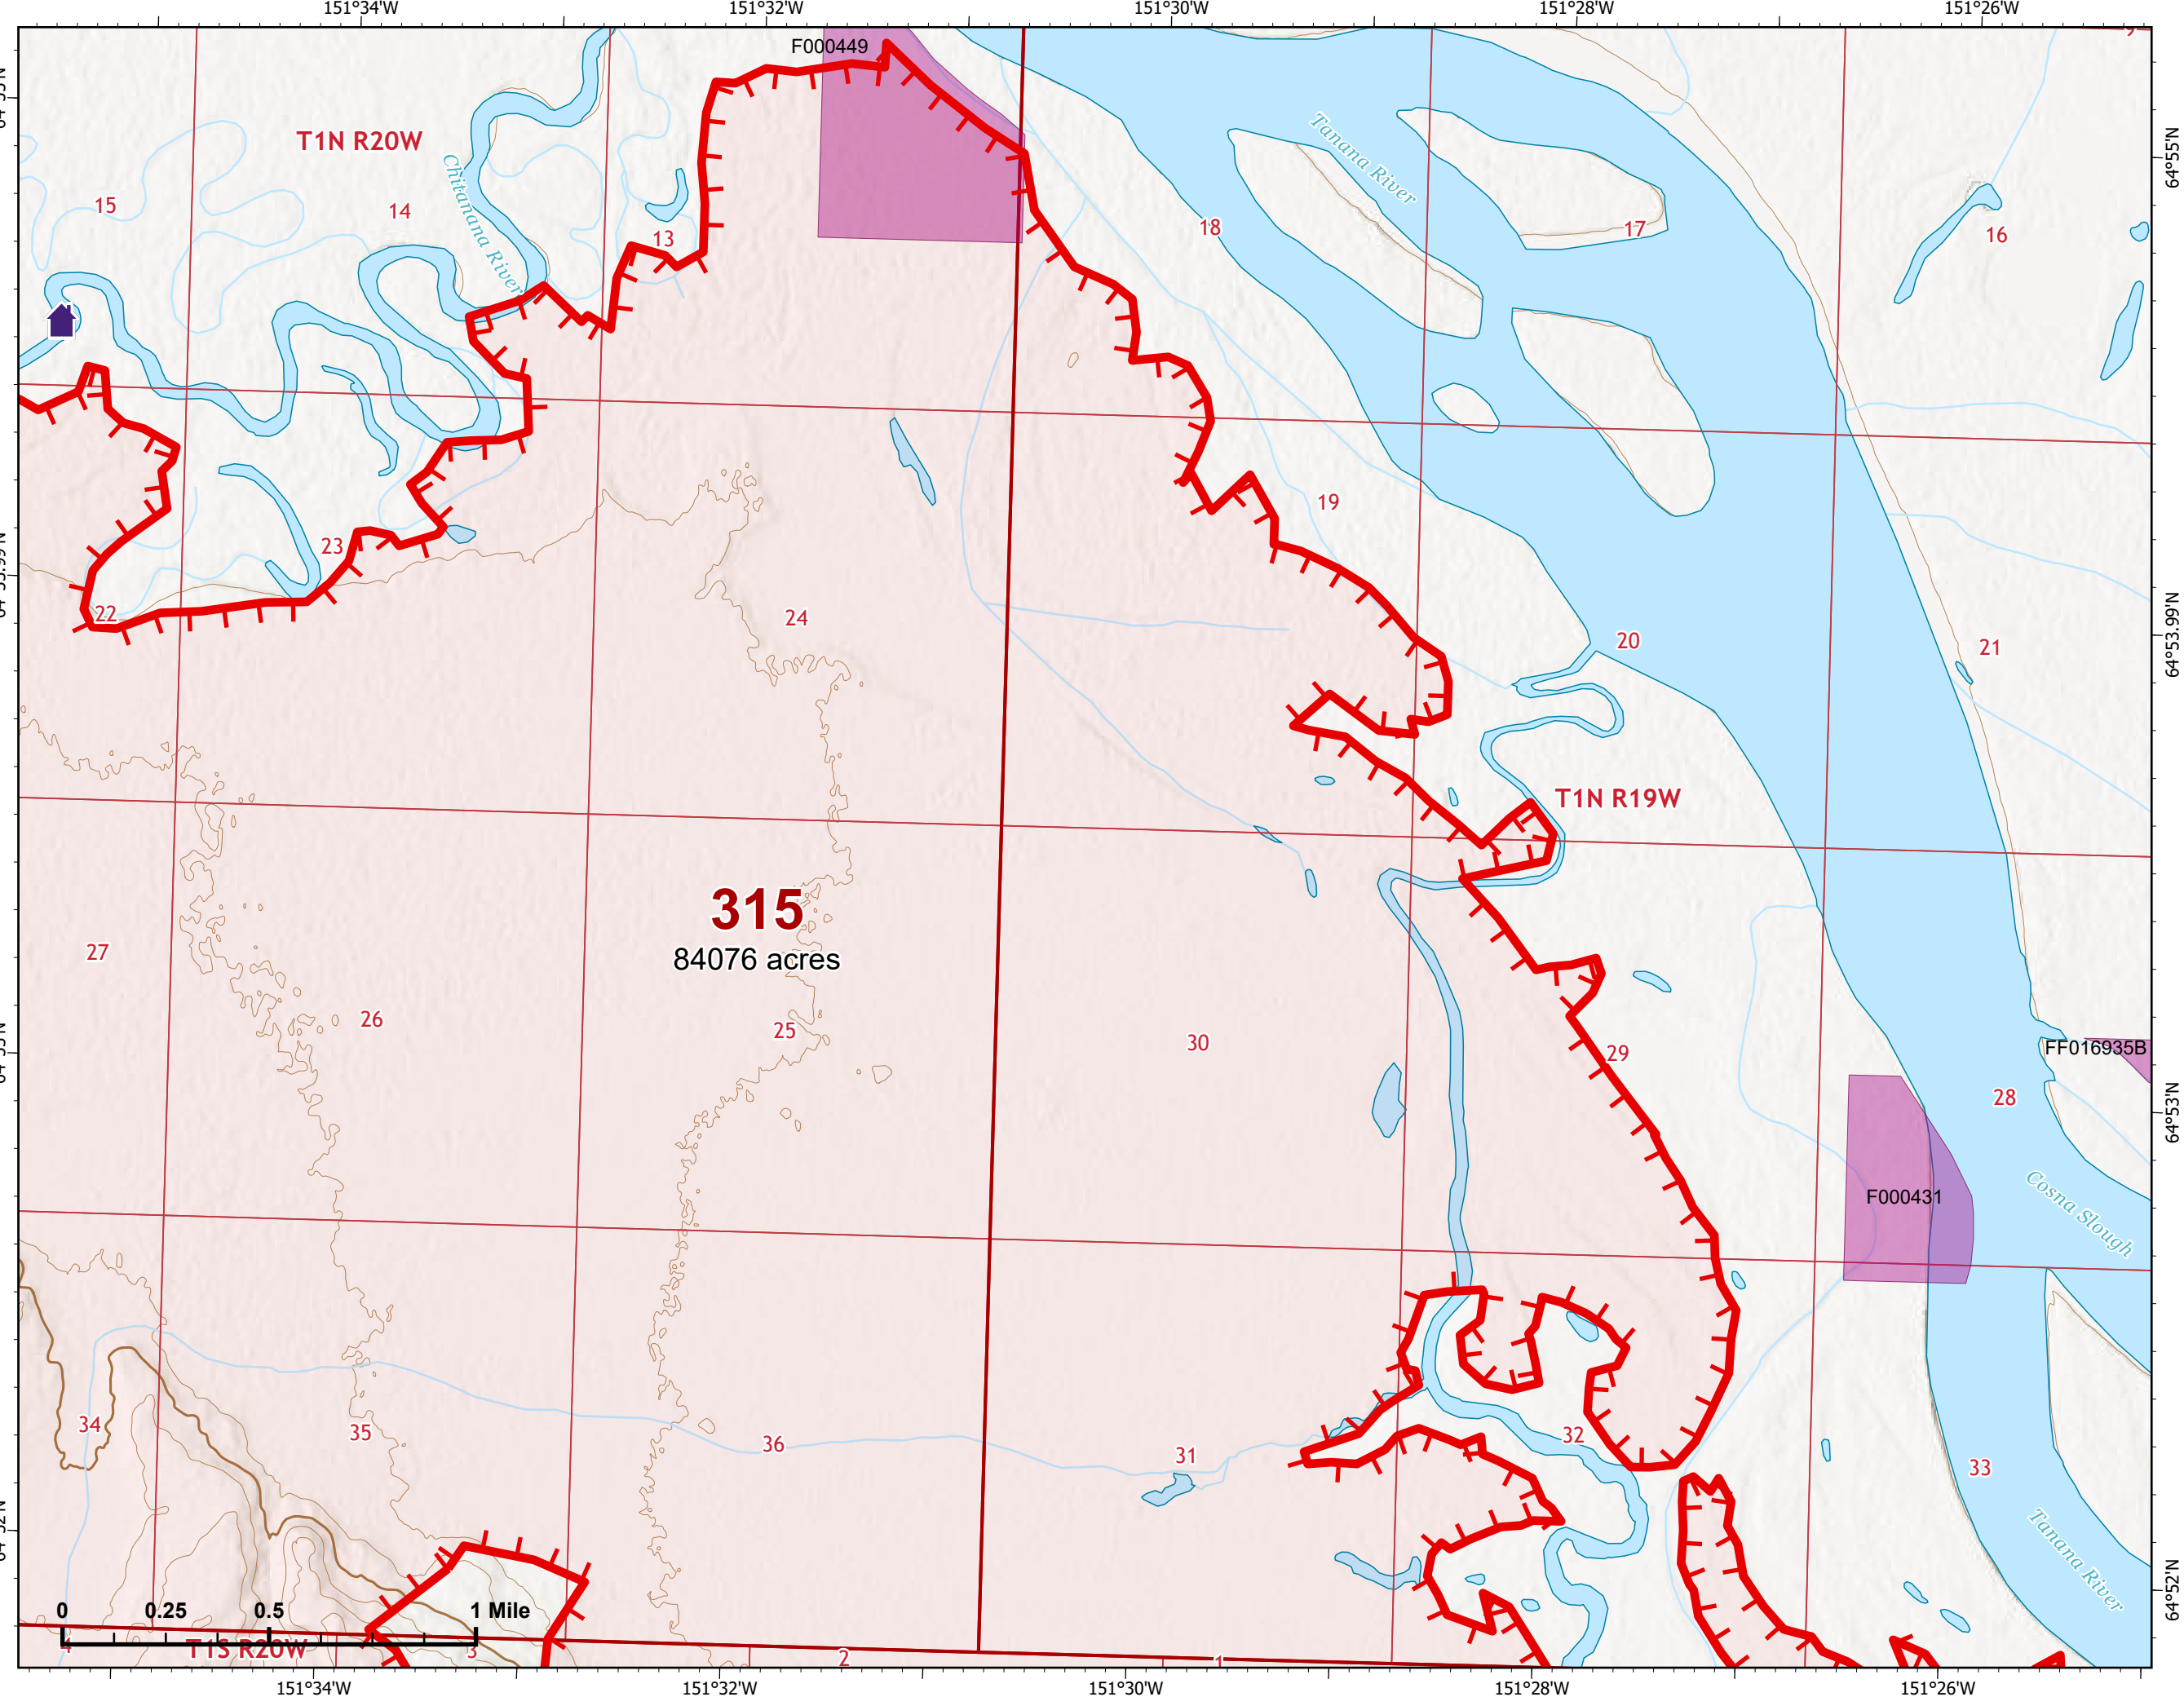 151°34'W
151°32'W
151°30'W
151°28'W
151°26'W
F000449
T1N R20W
Tanana River
64°55'N
Chitanana River
15
14
13
18
17
16
19
23
22
24
20
21
64°53.99'N
T1N R19W
315
84076 acres
27
26
25
30
29
FF016935B
28
64°53'N
F000431
Cosna Slough
34
35
36
31
32
33
Tanana River
64°52'N
0 0.25 0.5 1 Mile
4
T1S R20W
3
2
1
151°34'W
151°32'W
151°30'W
151°28'W
151°26'W